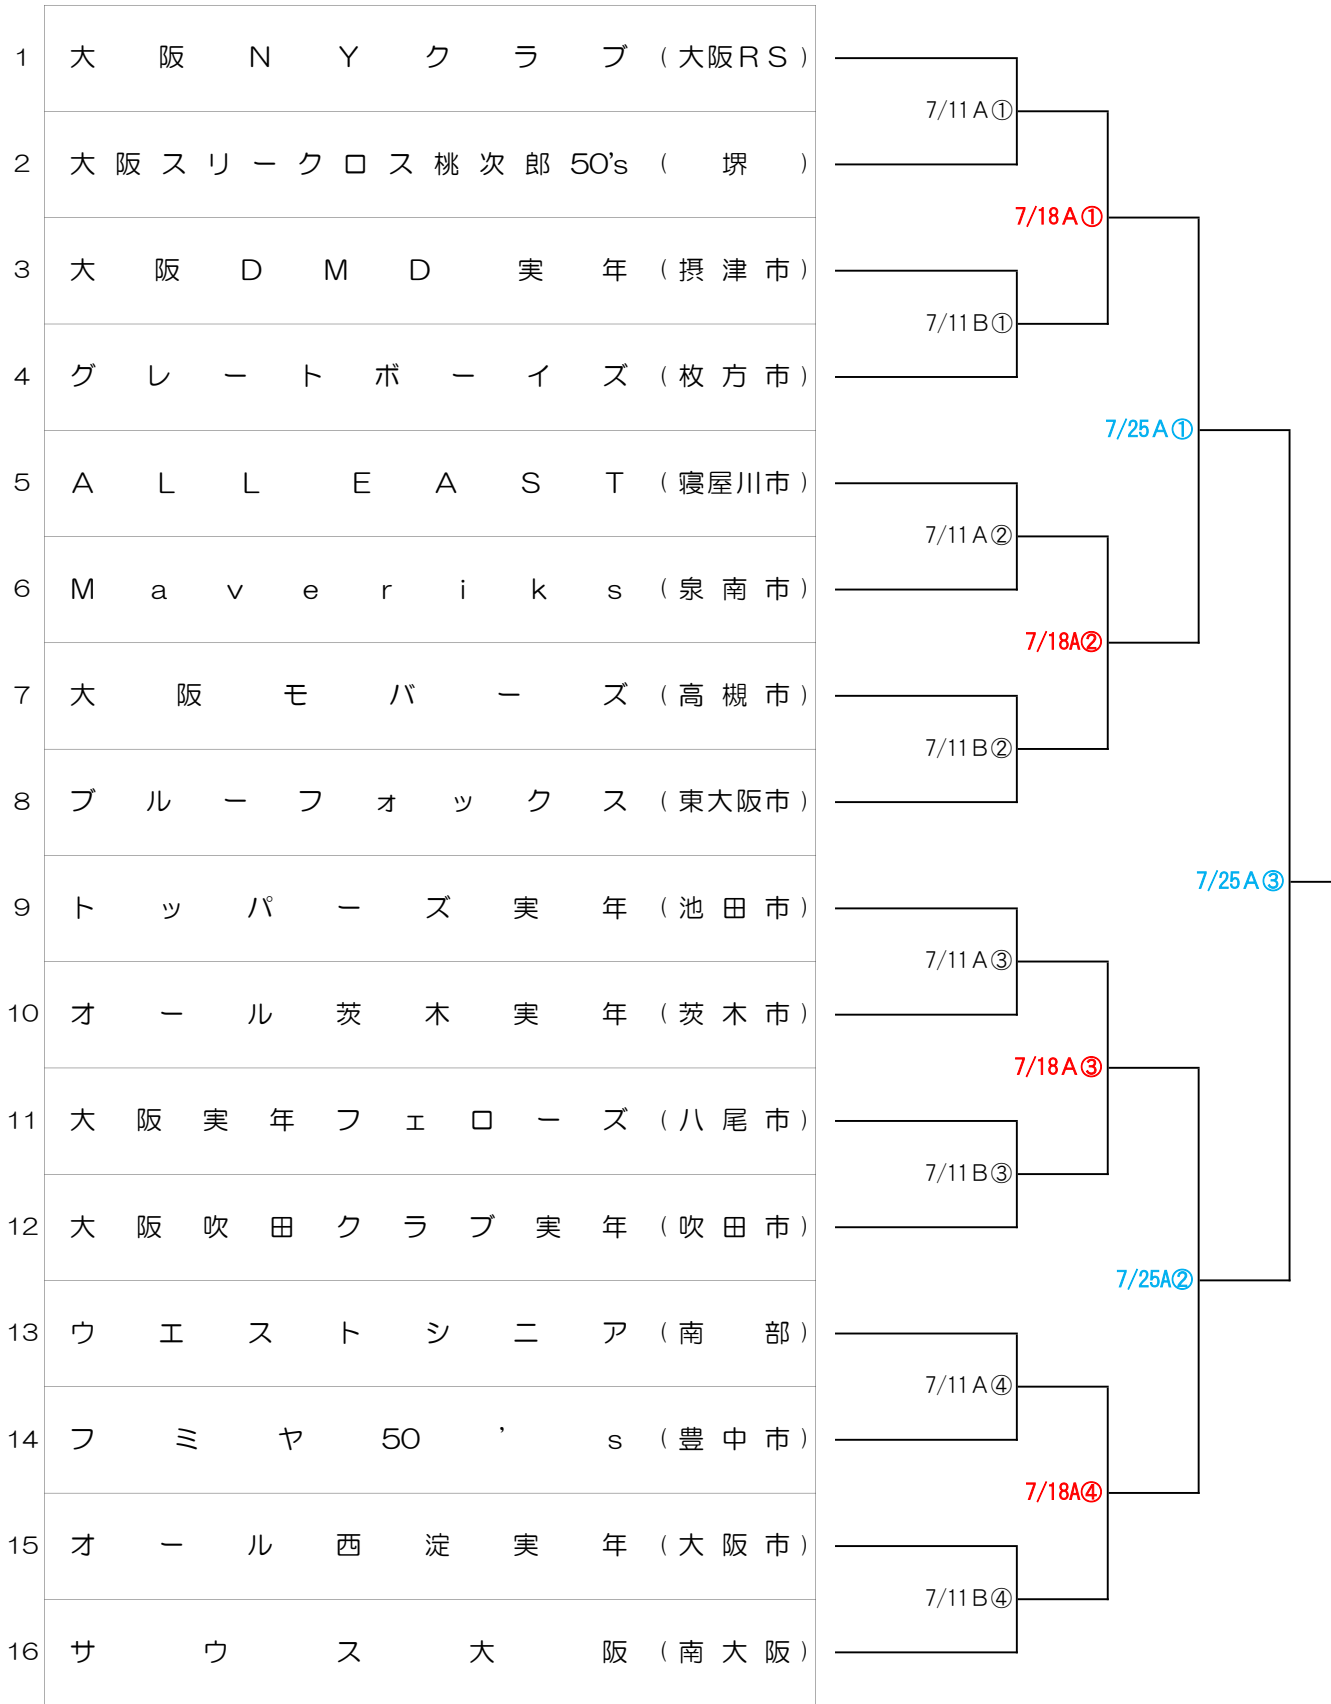 1 大阪NYクラブ (大阪RS)
7/11A①
2 大阪スリークロス桃次郎50's (堺)
7/18A①
3 大阪DMD 実年 (摂津市)
7/11B①
4 グレートボーイズ (枚方市)
7/25A①
5 ALL EAST (寝屋川市)
7/11A②
6 Maveriks (泉南市)
7/18A②
7 大阪モバーズ (高槻市)
7/11B②
8 ブルーフォックス (東大阪市)
7/25A③
9 トッパーズ実年 (池田市)
7/11A③
10 オール茨木実年 (茨木市)
7/18A③
11 大阪実年フェローズ (八尾市)
7/11B③
12 大阪吹田クラブ実年 (吹田市)
7/25A②
13 ウエストシニア (南部)
7/11A④
14 フミヤ50's (豊中市)
7/18A④
15 オール西淀実年 (大阪市)
7/11B④
16 サウス大阪 (南大阪)